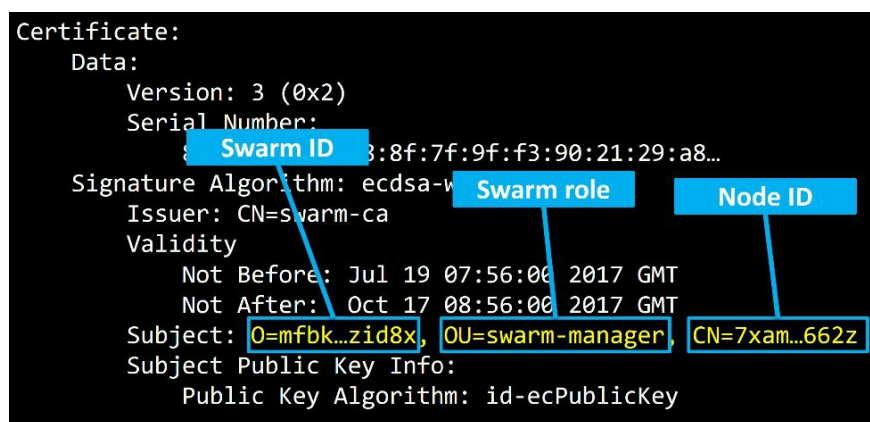 Certificate:
Data:
Version: 3 (0x2)
Serial Number:
Swarm ID :8f:7f:9f:f3:90:21:29:a8…
Signature Algorithm: ecdsa-w
Swarm role
Node ID
Issuer: CN=swarm-ca
Validity
Not Before: Jul 19 07:56:00 2017 GMT
Not After: Oct 17 08:56:00 2017 GMT
Subject: O=mfbk…zid8x, OU=swarm-manager, CN=7xam…662z
Subject Public Key Info:
Public Key Algorithm: id-ecPublicKey